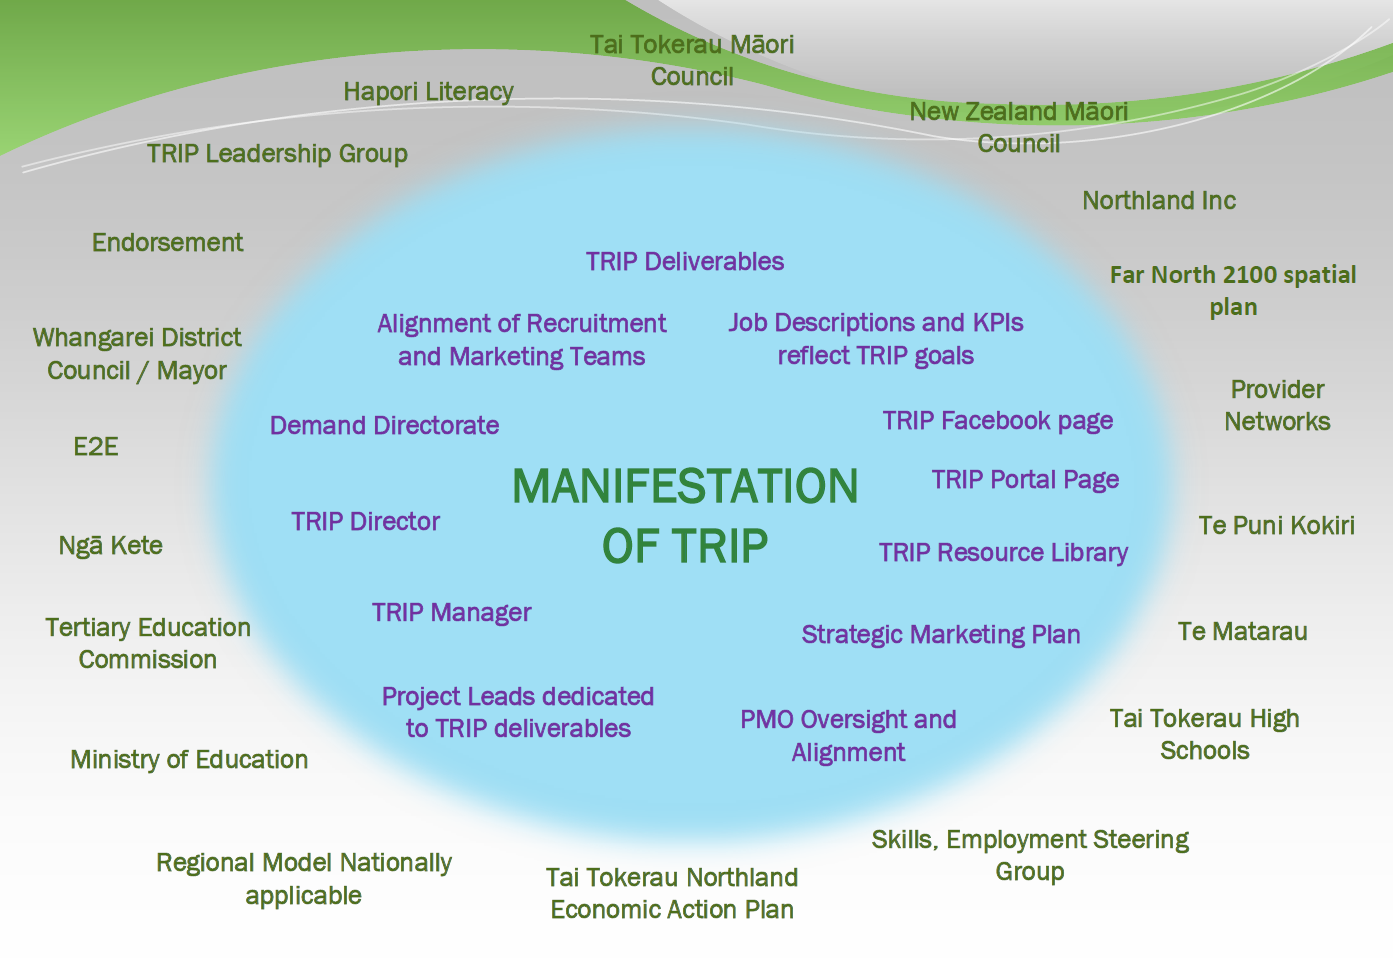 Tai Tokerau Māori
Council
Hapori Literacy
New Zealand Māori
Council
TRIP Leadership Group
Northland Inc
Endorsement
TRIP Deliverables
Far North 2100 spatial
plan
Alignment of Recruitment
and Marketing Teams
Job Descriptions and KPIs
reflect TRIP goals
Whangarei District
Council / Mayor
Provider
Networks
Demand Directorate
TRIP Facebook page
E2E
MANIFESTATION
OF TRIP
TRIP Portal Page
TRIP Director
Te Puni Kokiri
Ngā Kete
TRIP Resource Library
TRIP Manager
Tertiary Education
Commission
Strategic Marketing Plan
Te Matarau
Project Leads dedicated
to TRIP deliverables
PMO Oversight and
Alignment
Tai Tokerau High
Schools
Ministry of Education
Skills, Employment Steering
Group
Regional Model Nationally
applicable
Tai Tokerau Northland
Economic Action Plan